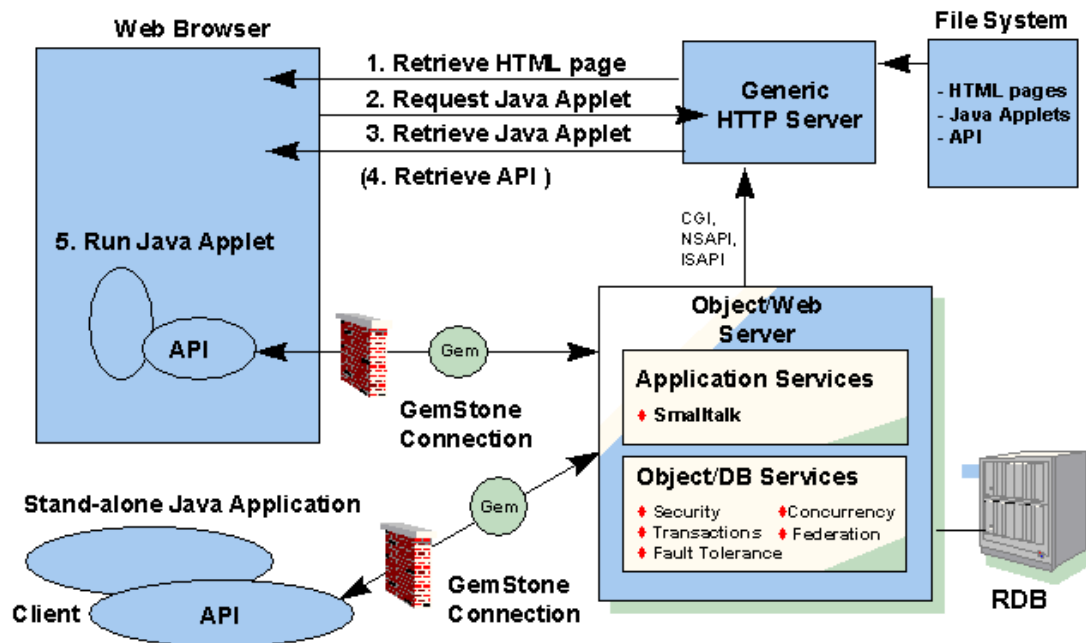 Web Browser
File System
1. Retrieve HTML page
2. Request Java Applet
3. Retrieve Java Applet
(4. Retrieve API )
Generic
HTTP Server
- HTML pages
- Java Applets
- API
CGI,
NSAPI,
ISAPI
5. Run Java Applet
API
Gem
GemStone
Connection
Object/Web
Server
Application Services
Smalltalk
Object/DB Services
Security
Concurrency
Transactions
Federation
Fault Tolerance
RDB
Stand-alone Java Application
Gem
GemStone
Connection
Client
API